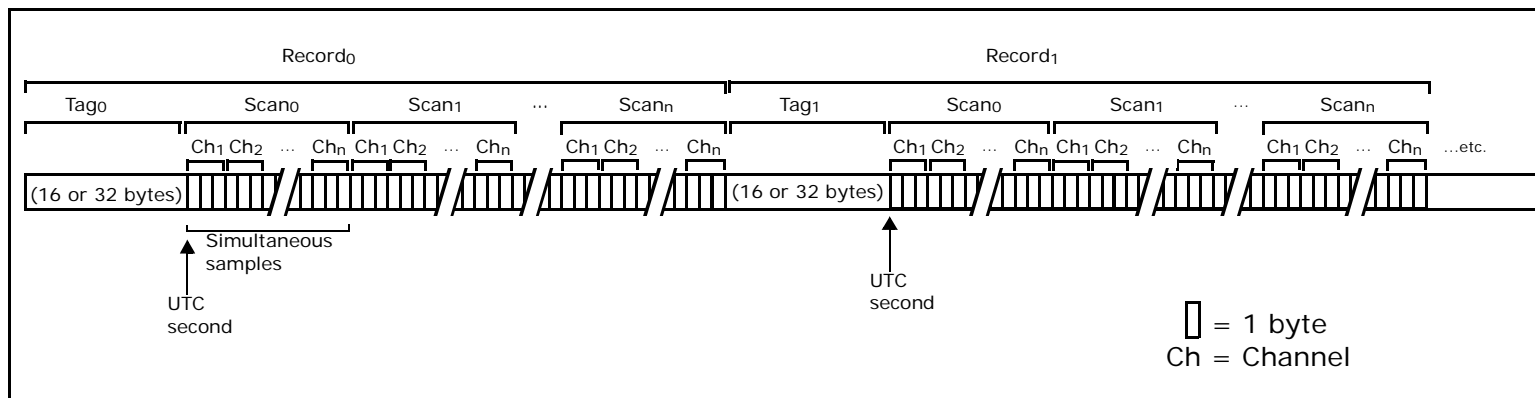 Record0 Record1
Tag0 Scan0 Scan1 ... Scann Tag1 Scan0 Scan1 ... Scann
Ch1 Ch2 ... Chn Ch1 Ch2 ... Chn Ch1 Ch2 ... Chn Ch1 Ch2 ... Chn Ch1 Ch2 ... Chn Ch1 Ch2 ... Chn ...etc.
(16 or 32 bytes) (16 or 32 bytes)
Simultaneous
samples
UTC
second
UTC
second
= 1 byte
Ch = Channel